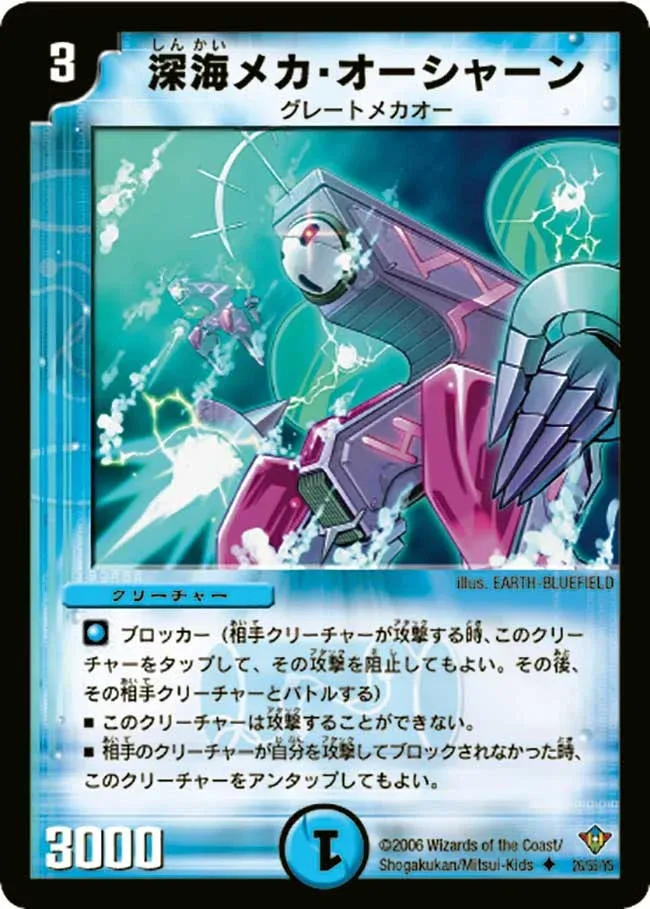 3
しんかい
深海メカ・オーシャーン
グレートメカオー
illus. EARTH-BLUEFIELD
クリーチャー
ブロッカー（相手クリーチャーが攻撃する時、このクリー
チャーをタップして、その攻撃を阻止してもよい。その後、
その相手クリーチャーとバトルする）
■ このクリーチャーは攻撃することができない。
■ 相手のクリーチャーが自分を攻撃してブロックされなかった時、
このクリーチャーをアンタップしてもよい。
3000
1
©2006 Wizards of the Coast/
Shogakukan/Mitsui-Kids
26/55 Y5